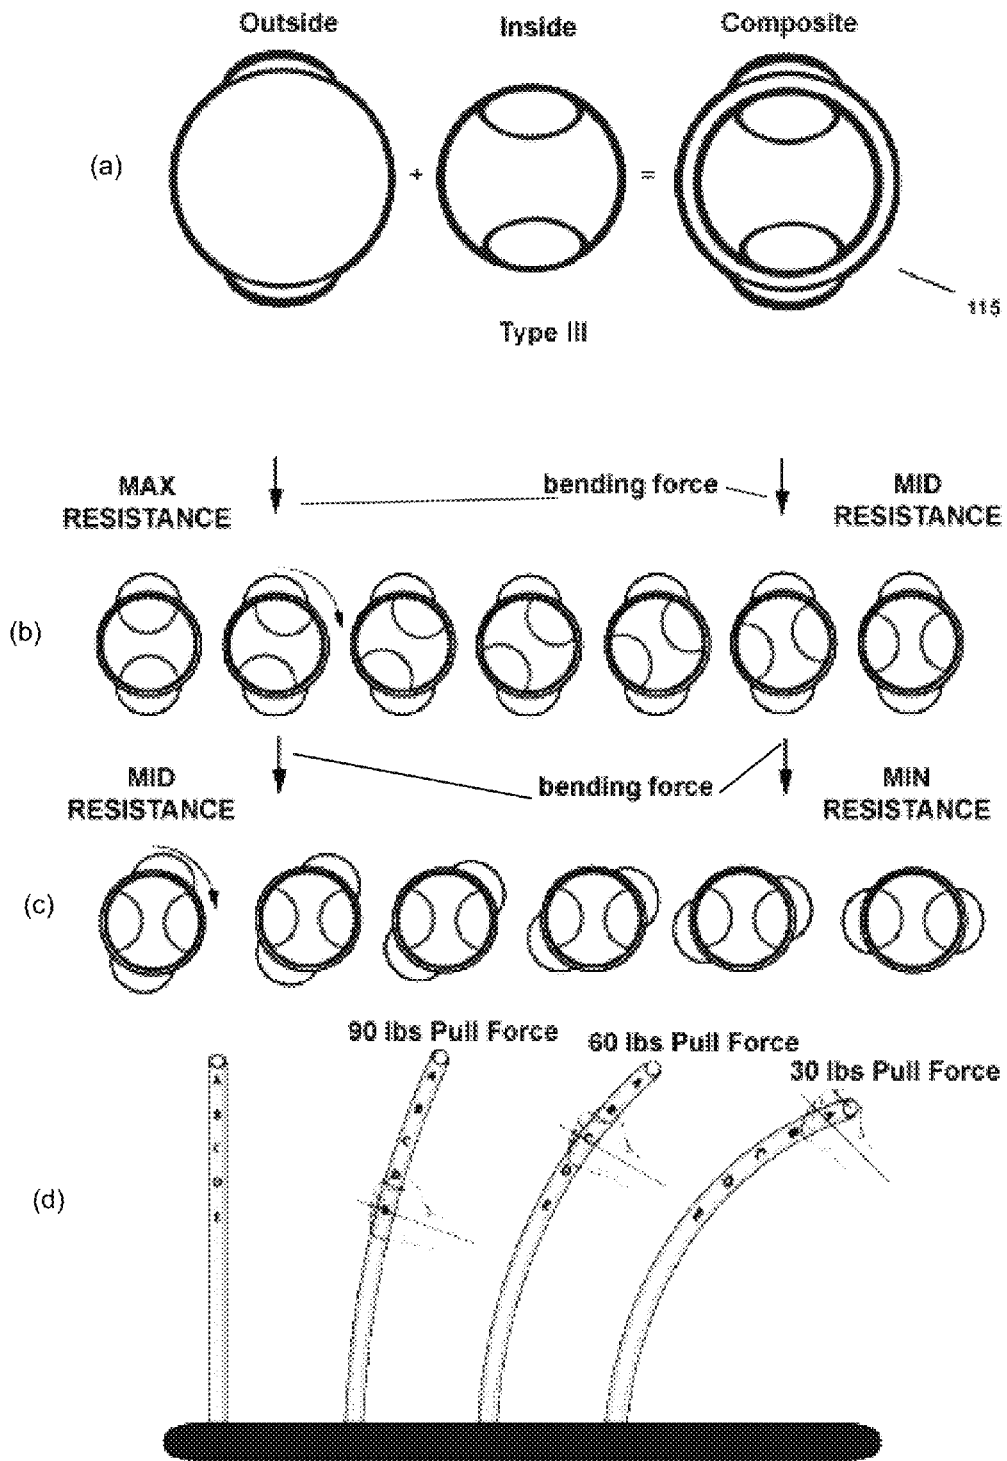 Outside
Inside
Composite
(a)
+
=
115
Type III
MAX
RESISTANCE
bending force
MID
RESISTANCE
(b)
MID
RESISTANCE
bending force
MIN
RESISTANCE
(c)
90 lbs Pull Force
60 lbs Pull Force
30 lbs Pull Force
(d)